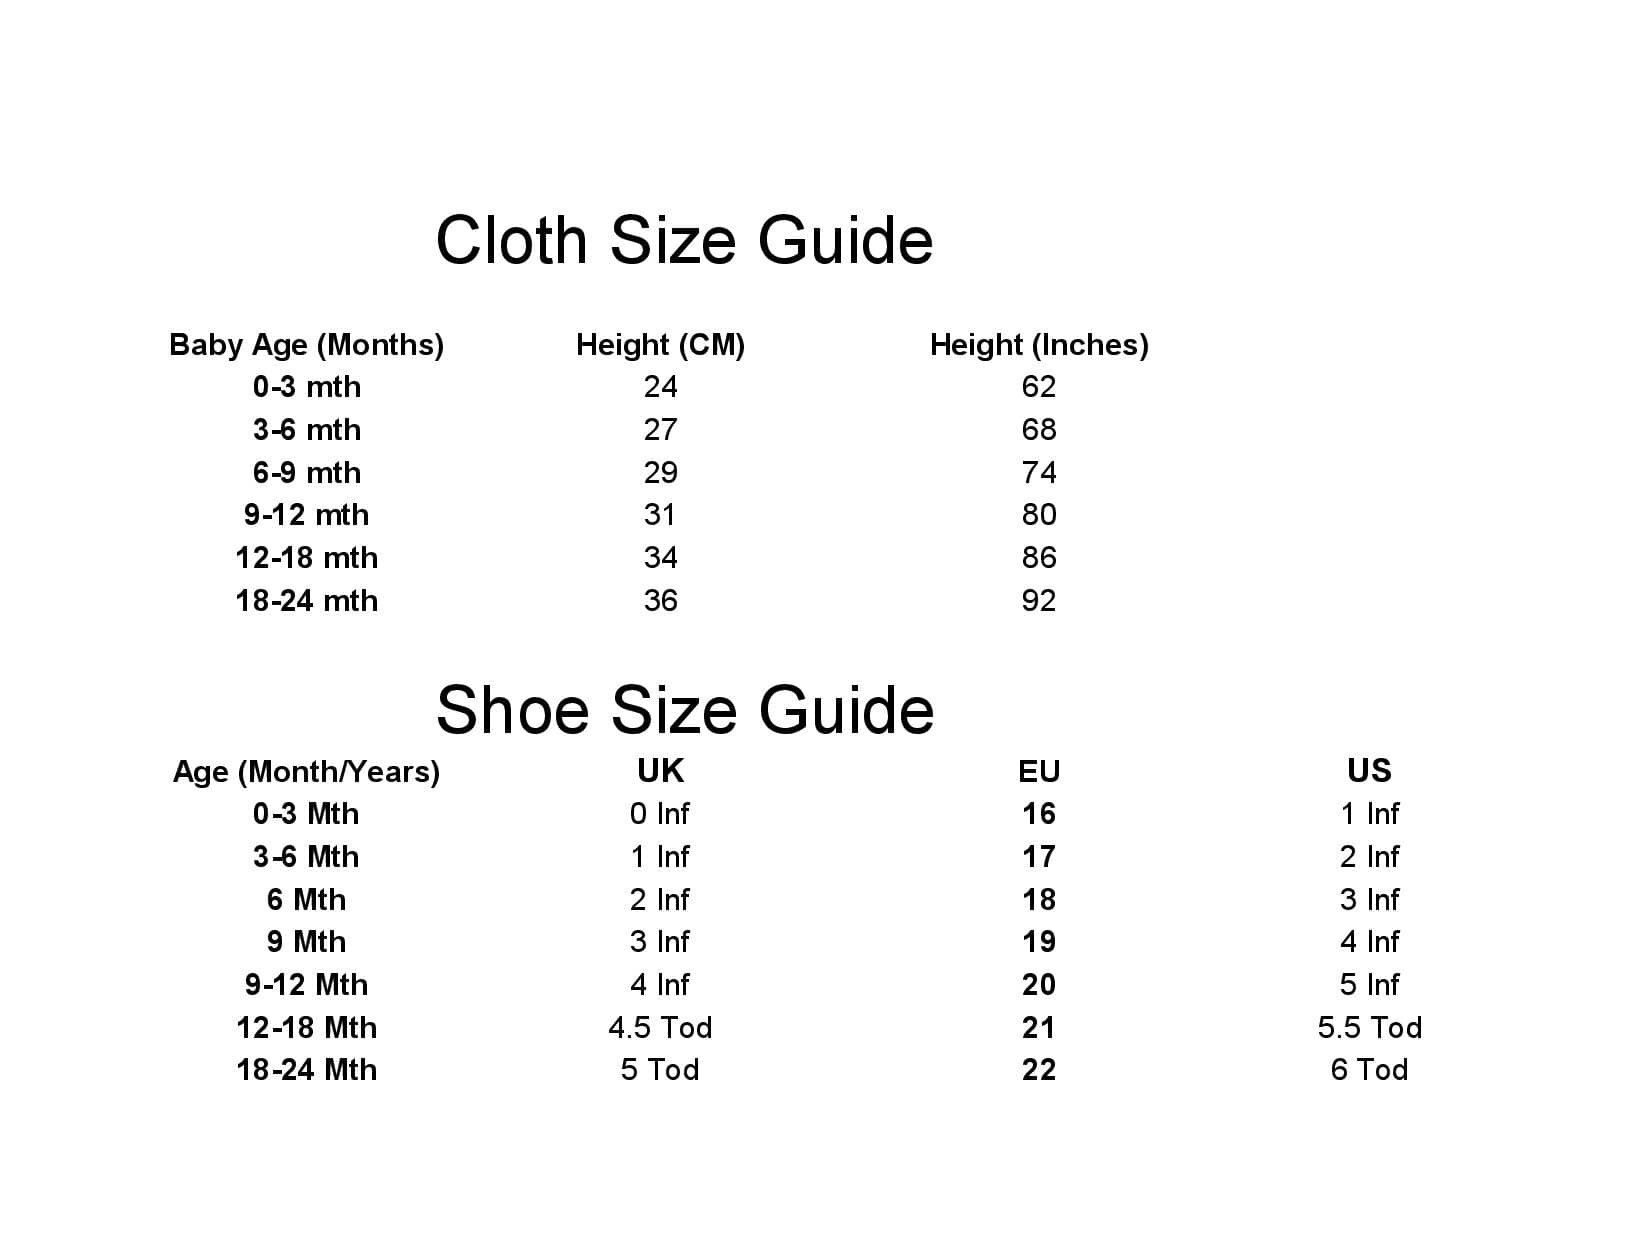 Cloth Size Guide
Baby Age (Months) Height (CM) Height (Inches)
0-3 mth 24 62
3-6 mth 27 68
6-9 mth 29 74
9-12 mth 31 80
12-18 mth 34 86
18-24 mth 36 92
Shoe Size Guide
Age (Month/Years) UK EU US
0-3 Mth 0 Inf 16 1 Inf
3-6 Mth 1 Inf 17 2 Inf
6 Mth 2 Inf 18 3 Inf
9 Mth 3 Inf 19 4 Inf
9-12 Mth 4 Inf 20 5 Inf
12-18 Mth 4.5 Tod 21 5.5 Tod
18-24 Mth 5 Tod 22 6 Tod